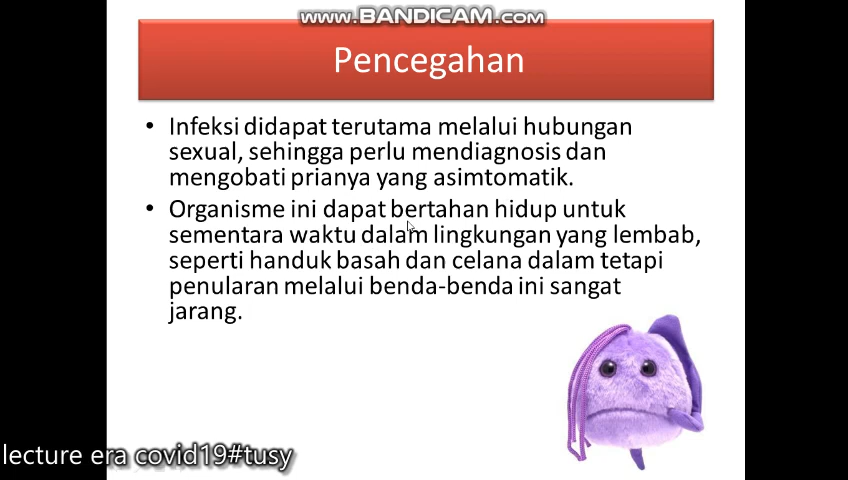 www.BANDICAM.com
Pencegahan
• Infeksi didapat terutama melalui hubungan
sexual, sehingga perlu mendiagnosis dan
mengobati prianya yang asimtomatik.
• Organisme ini dapat bertahan hidup untuk
sementara waktu dalam lingkungan yang lembab,
seperti handuk basah dan celana dalam tetapi
penularan melalui benda-benda ini sangat
jarang.
lecture era covid19#tusy